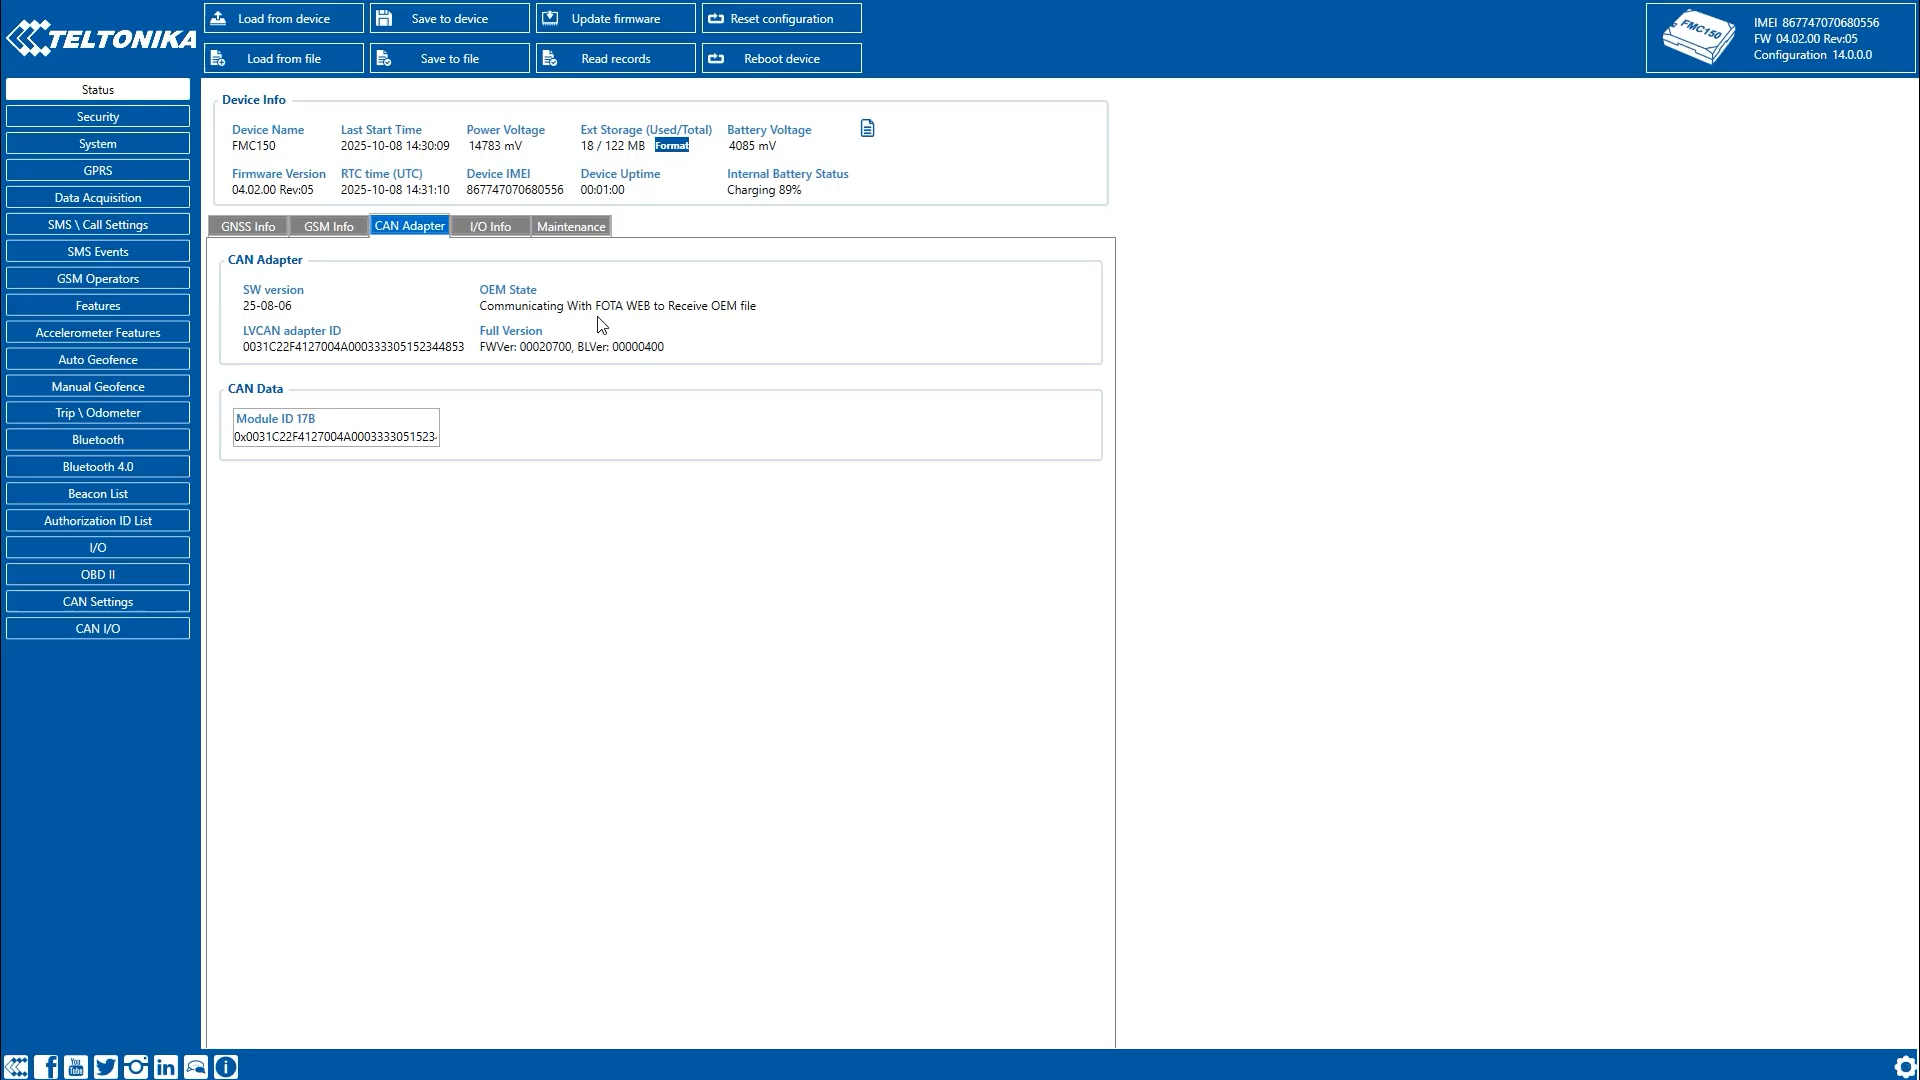 TELTONIKA
Load from device
Save to device
Update firmware
Reset configuration
Load from file
Save to file
Read records
Reboot device
FMC150
IMEI 867747070680556
FW 04.02.00 Rev:05
Configuration 14.0.0.0
Status
Security
System
GPRS
Data Acquisition
SMS \ Call Settings
SMS Events
GSM Operators
Features
Accelerometer Features
Auto Geofence
Manual Geofence
Trip \ Odometer
Bluetooth
Bluetooth 4.0
Beacon List
Authorization ID List
I/O
OBD II
CAN Settings
CAN I/O
Device Info
Device Name Last Start Time Power Voltage Ext Storage (Used/Total) Battery Voltage
FMC150 2025-10-08 14:30:09 14783 mV 18 / 122 MB Format 4085 mV
Firmware Version RTC time (UTC) Device IMEI Device Uptime Internal Battery Status
04.02.00 Rev:05 2025-10-08 14:31:10 867747070680556 00:01:00 Charging 89%
GNSS Info GSM Info CAN Adapter I/O Info Maintenance
CAN Adapter
SW version OEM State
25-08-06 Communicating With FOTA WEB to Receive OEM file
LVCAN adapter ID Full Version
0031C22F4127004A000333305152344853 FWVer: 00020700, BLVer: 00000400
CAN Data
Module ID 17B
0x0031C22F4127004A0003333051523
You Tube
in